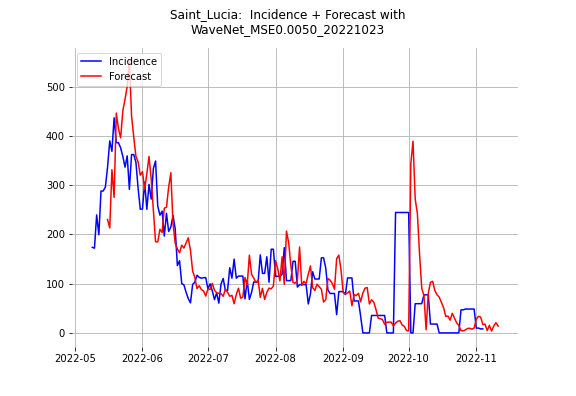 Saint_Lucia:  Incidence + Forecast with
WaveNet_MSE0.0050_20221023
Incidence
Forecast
500
400
300
200
100
0
2022-05 2022-06 2022-07 2022-08 2022-09 2022-10 2022-11